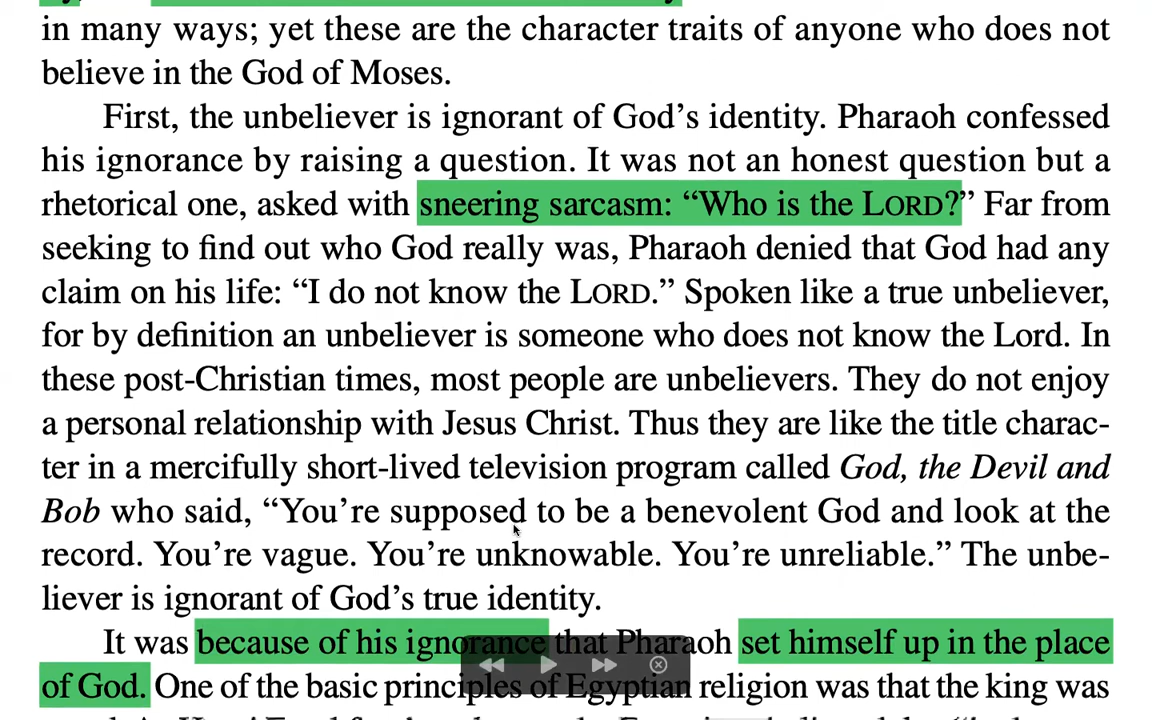 in many ways; yet these are the character traits of anyone who does not
believe in the God of Moses.
First, the unbeliever is ignorant of God’s identity. Pharaoh confessed
his ignorance by raising a question. It was not an honest question but a
rhetorical one, asked with sneering sarcasm: “Who is the LORD?” Far from
seeking to find out who God really was, Pharaoh denied that God had any
claim on his life: “I do not know the LORD.” Spoken like a true unbeliever,
for by definition an unbeliever is someone who does not know the Lord. In
these post-Christian times, most people are unbelievers. They do not enjoy
a personal relationship with Jesus Christ. Thus they are like the title charac-
ter in a mercifully short-lived television program called God, the Devil and
Bob who said, “You’re supposed to be a benevolent God and look at the
record. You’re vague. You’re unknowable. You’re unreliable.” The unbe-
liever is ignorant of God’s true identity.
It was because of his ignorance that Pharaoh set himself up in the place
of God. One of the basic principles of Egyptian religion was that the king was